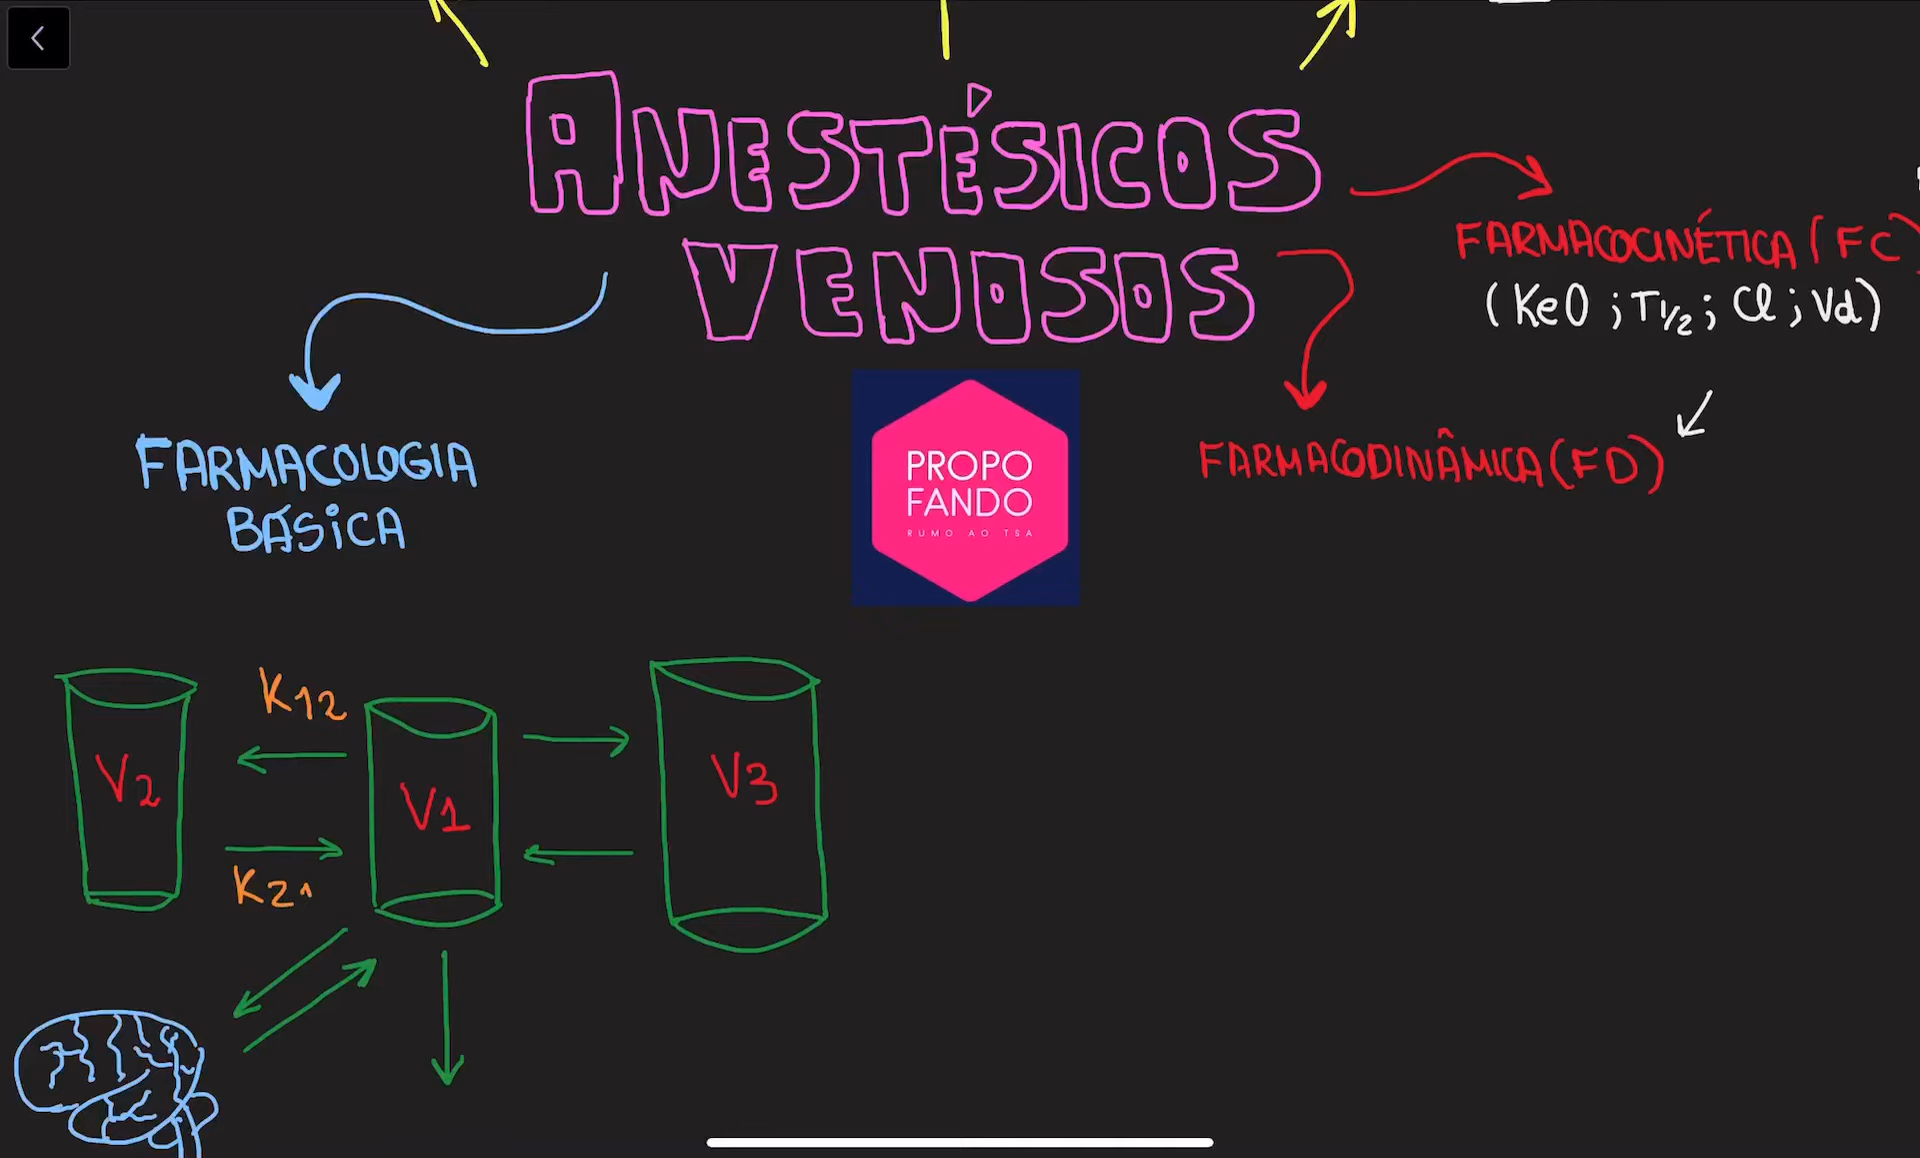 ANESTÉSICOS
VENOSOS
FARMACOCINÉTICA (FC)
(Ke0 ; T1/2 ; Cl ; Vd)
FARMACODINÂMICA (FD)
FARMACOLOGIA
BÁSICA
PROPO
FANDO
RUMO AO TSA
K12
V2
V1
V3
K21